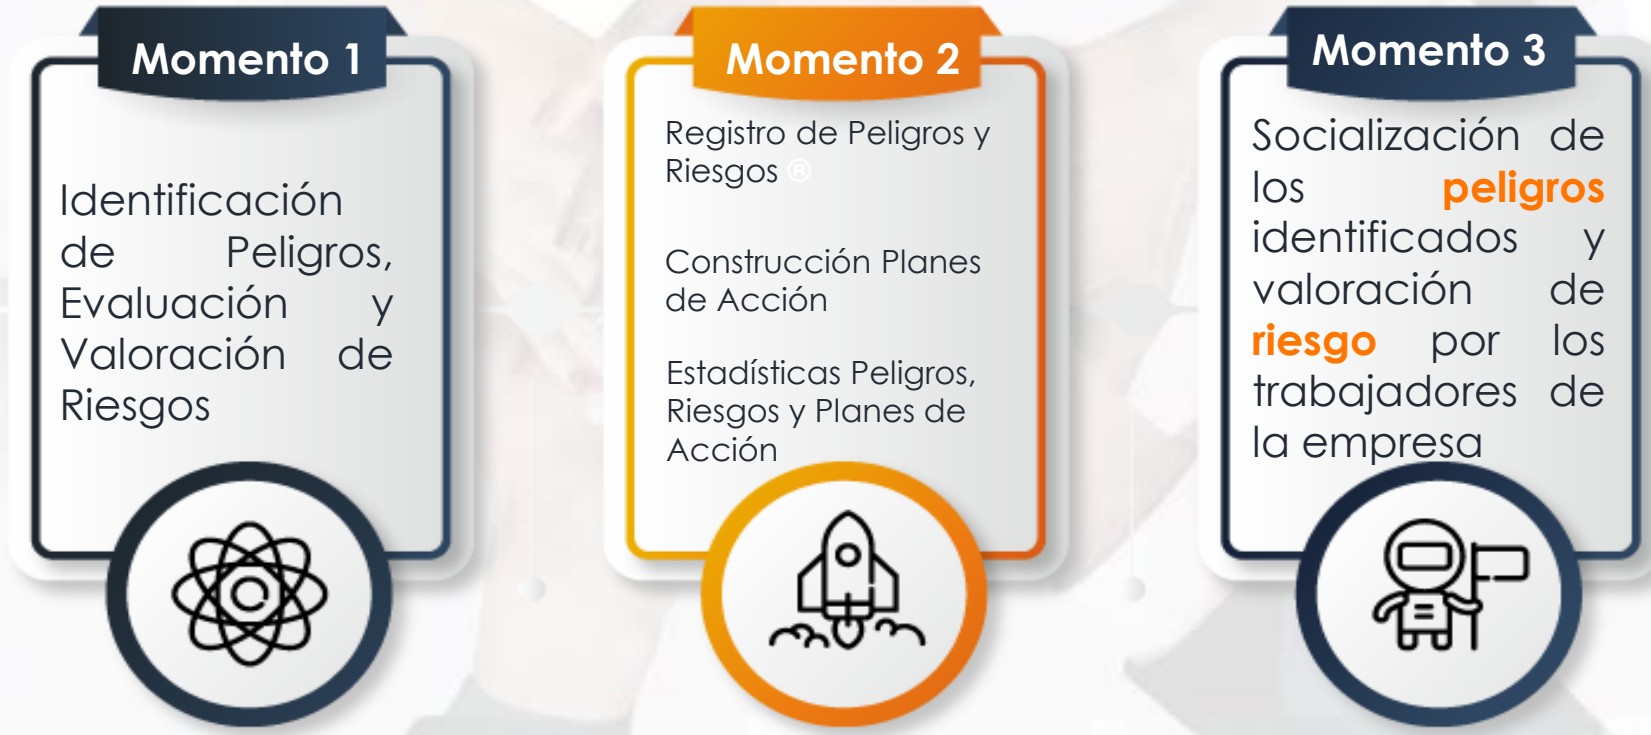 Momento 1
Identificación
de Peligros,
Evaluación y
Valoración de
Riesgos
Momento 2
Registro de Peligros y
Riesgos ®
Construcción Planes
de Acción
Estadísticas Peligros,
Riesgos y Planes de
Acción
Momento 3
Socialización de
los peligros
identificados y
valoración de
riesgo por los
trabajadores de
la empresa